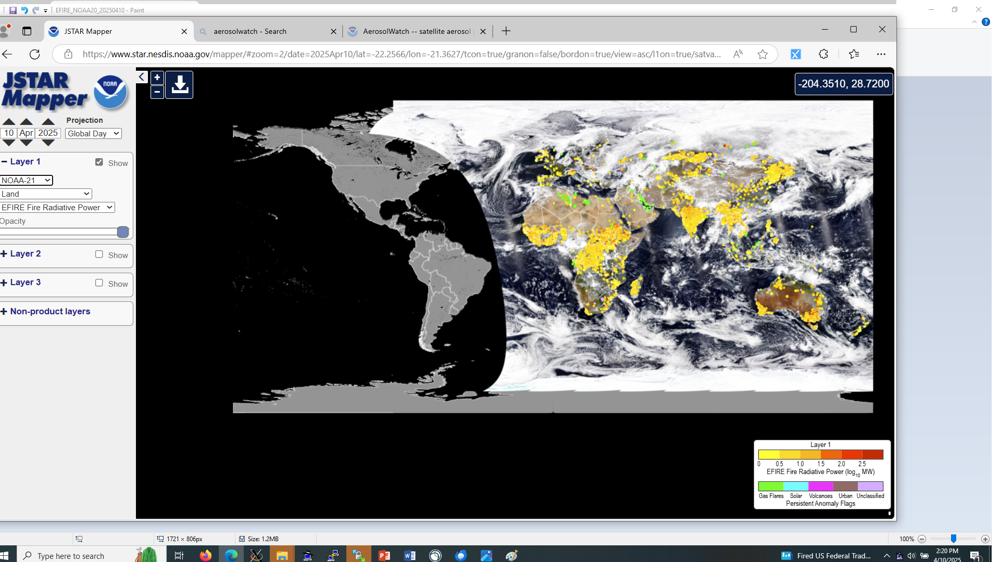 EFIRE_NOAA20_20250410 - Paint
JSTAR Mapper
aerosolwatch - Search
AerosolWatch -- satellite aerosol
https://www.star.nesdis.noaa.gov/mapper/#zoom=2/date=2025Apr10/lat=-22.2566/lon=-21.3627/tcon=true/granon=false/bordon=true/view=asc/l1on=true/satva...
JSTAR
Mapper
NOAA
+
-
-204.3510, 28.7200
Projection
10 Apr 2025
Global Day
Layer 1
Show
NOAA-21
Land
EFIRE Fire Radiative Power
Opacity
+ Layer 2
Show
+ Layer 3
Show
+ Non-product layers
Layer 1
0 0.5 1.0 1.5 2.0 2.5
EFIRE Fire Radiative Power (log10 MW)
Gas Flares Solar Volcanoes Urban Unclassified
Persistent Anomaly Flags
1721 × 806px
Size: 1.2MB
100%
Type here to search
Fired US Federal Trad...
2:20 PM
4/10/2025
1